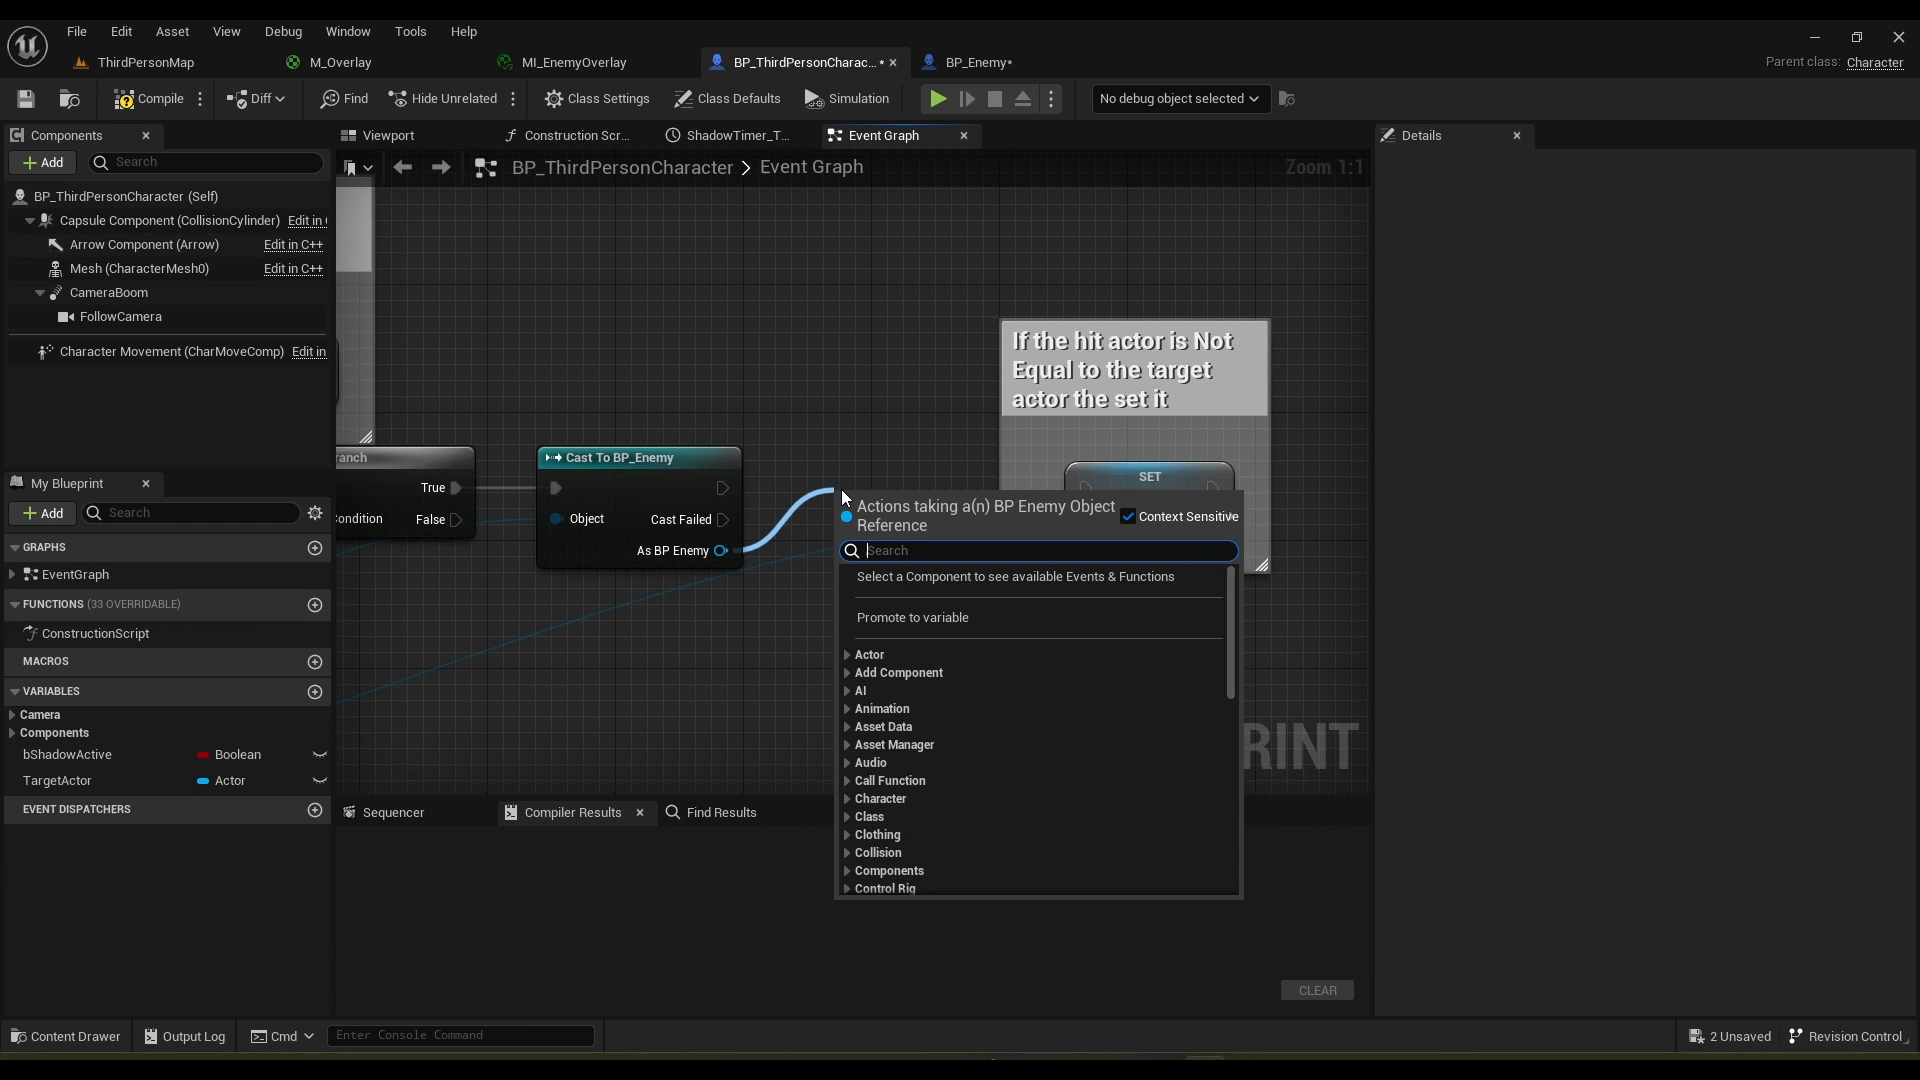 File Edit Asset View Debug Window Tools Help
ThirdPersonMap M_Overlay MI_EnemyOverlay BP_ThirdPersonCharac...* BP_Enemy* Parent class: Character
Compile Diff Find Hide Unrelated Class Settings Class Defaults Simulation No debug object selected
Components Viewport Construction Scr... ShadowTimer_T... Event Graph Details
Add Search BP_ThirdPersonCharacter > Event Graph Zoom 1:1
BP_ThirdPersonCharacter (Self)
Capsule Component (CollisionCylinder) Edit in
Arrow Component (Arrow) Edit in C++
Mesh (CharacterMesh0) Edit in C++
CameraBoom
FollowCamera
Character Movement (CharMoveComp) Edit in
If the hit actor is Not
Equal to the target
actor the set it
anch Cast To BP_Enemy
SET
True
ondition False Object Cast Failed
As BP Enemy
Actions taking a(n) BP Enemy Object
Reference
Context Sensitive
Search
Select a Component to see available Events & Functions
Promote to variable
Actor
Add Component
AI
Animation
Asset Data
Asset Manager
Audio
Call Function
Character
Class
Clothing
Collision
Components
Control Rig
RINT
My Blueprint
Add Search
GRAPHS
EventGraph
FUNCTIONS (33 OVERRIDABLE)
ConstructionScript
MACROS
VARIABLES
Camera
Components
bShadowActive Boolean
TargetActor Actor
EVENT DISPATCHERS
Sequencer Compiler Results Find Results
CLEAR
Content Drawer Output Log Cmd Enter Console Command 2 Unsaved Revision Control